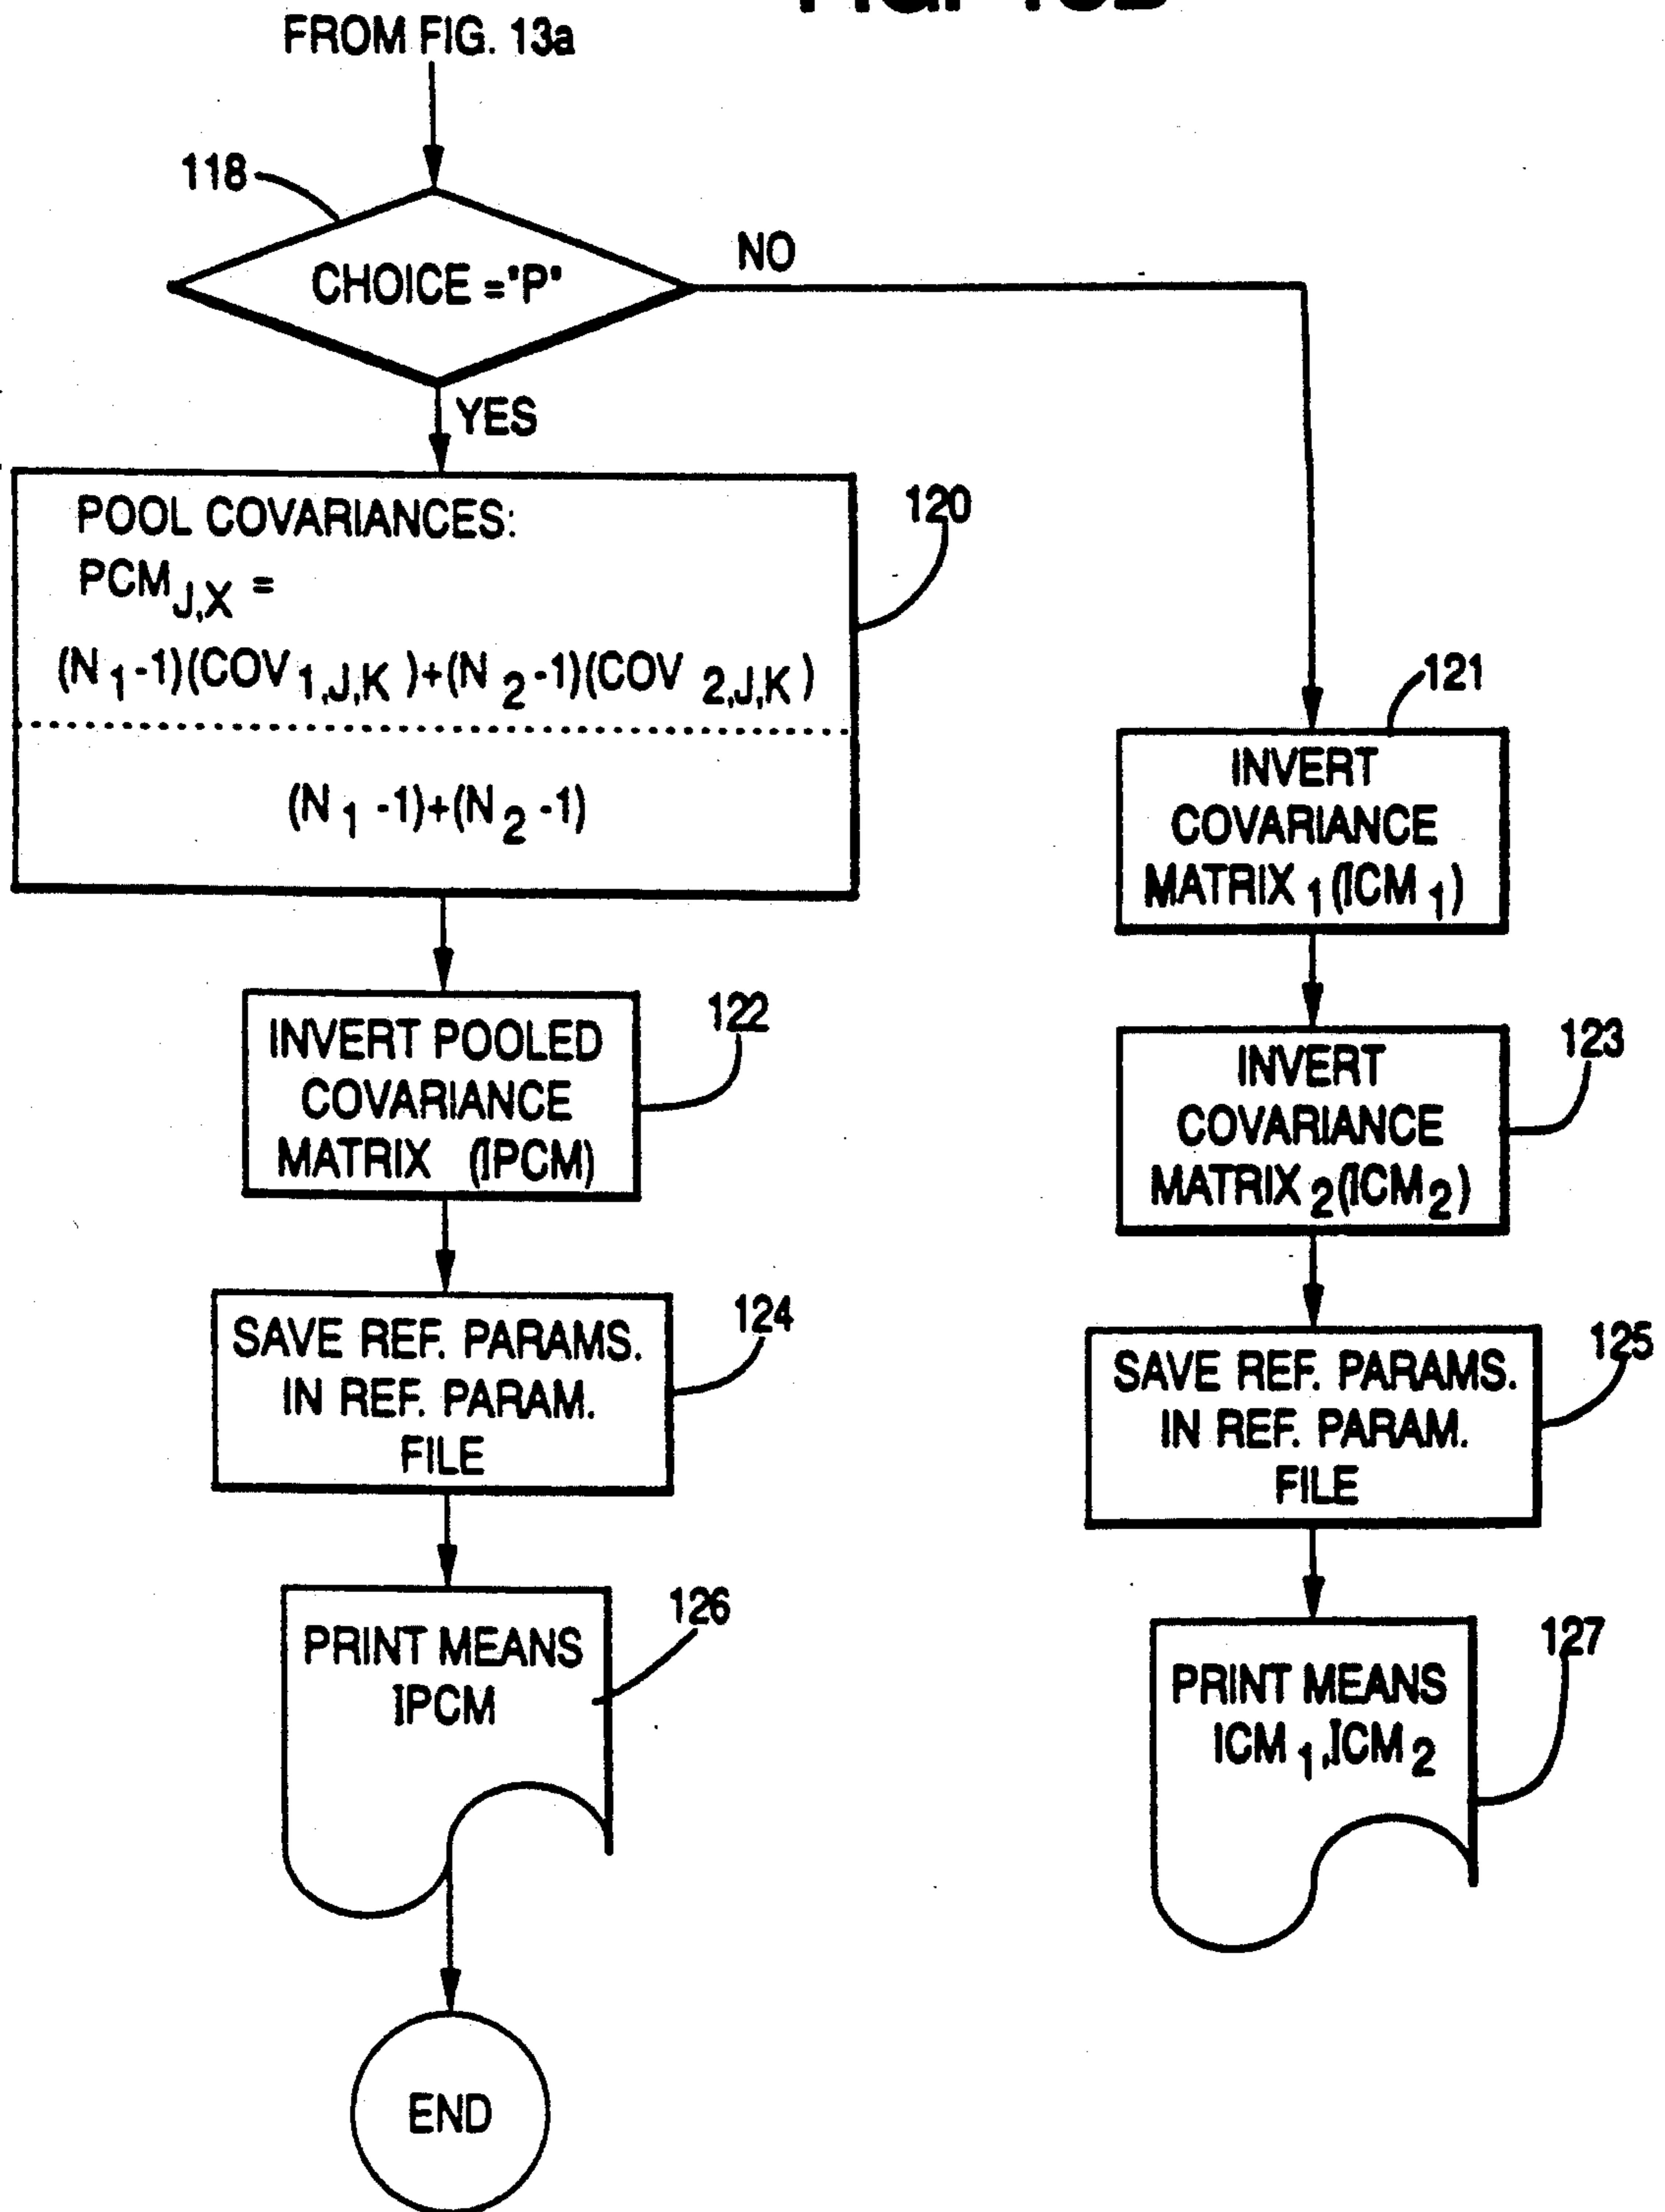 FROM FIG. 13a
118
CHOICE ="P"
NO
YES
POOL COVARIANCES:
PCM J,X =
(N 1 -1)(COV 1,J,K )+(N 2 -1)(COV 2,J,K )
(N 1 -1)+(N 2 -1)
120
121
INVERT
COVARIANCE
MATRIX 1 (ICM 1)
INVERT POOLED
COVARIANCE
MATRIX (IPCM)
122
INVERT
COVARIANCE
MATRIX 2 (ICM 2)
123
SAVE REF. PARAMS.
IN REF. PARAM.
FILE
124
SAVE REF. PARAMS.
IN REF. PARAM.
FILE
125
PRINT MEANS
IPCM
126
PRINT MEANS
ICM 1,ICM 2
127
END